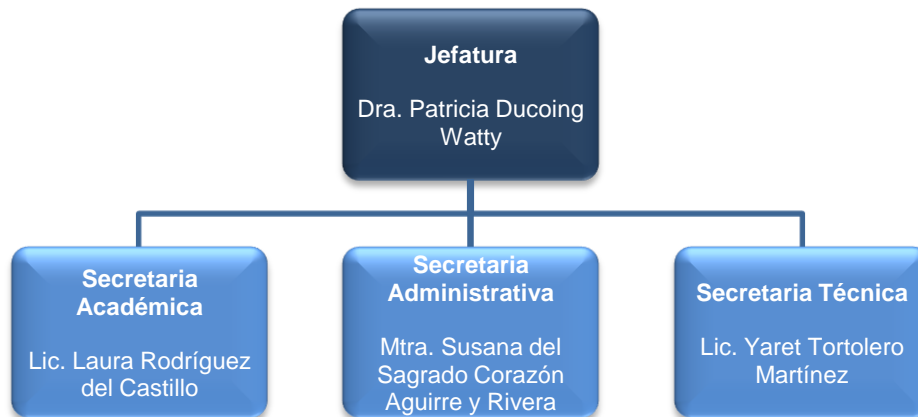 Jefatura
Dra. Patricia Ducoing
Watty
Secretaria
Académica
Lic. Laura Rodríguez
del Castillo
Secretaria
Administrativa
Mtra. Susana del
Sagrado Corazón
Aguirre y Rivera
Secretaria Técnica
Lic. Yaret Tortolero
Martínez